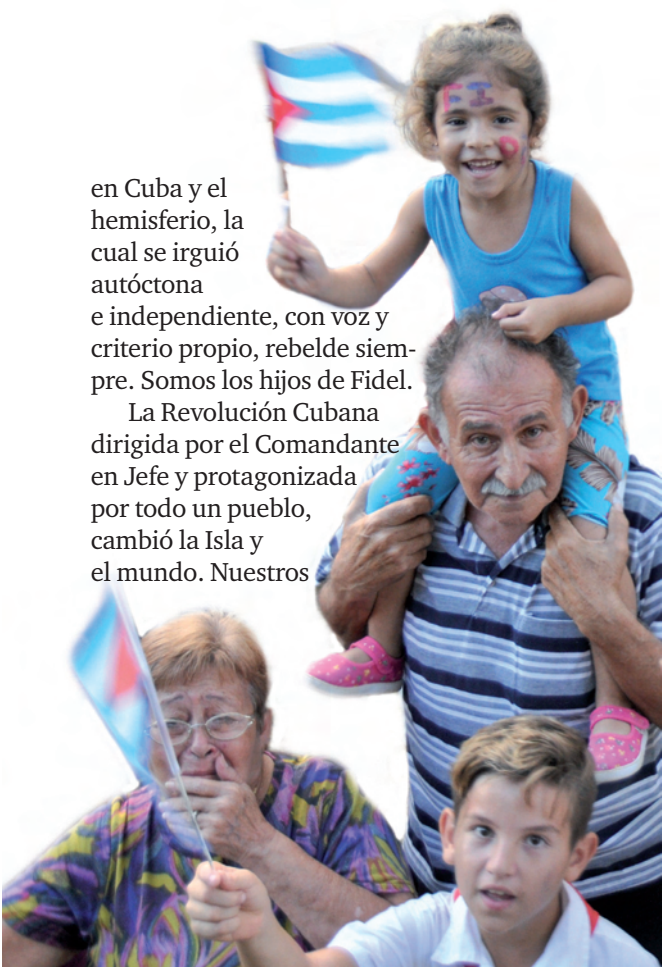 en Cuba y el
hemisferio, la
cual se irguió
autóctona
e independiente, con voz y
criterio propio, rebelde siem-
pre. Somos los hijos de Fidel.
La Revolución Cubana
dirigida por el Comandante
en Jefe y protagonizada
por todo un pueblo,
cambió la Isla y
el mundo. Nuestros